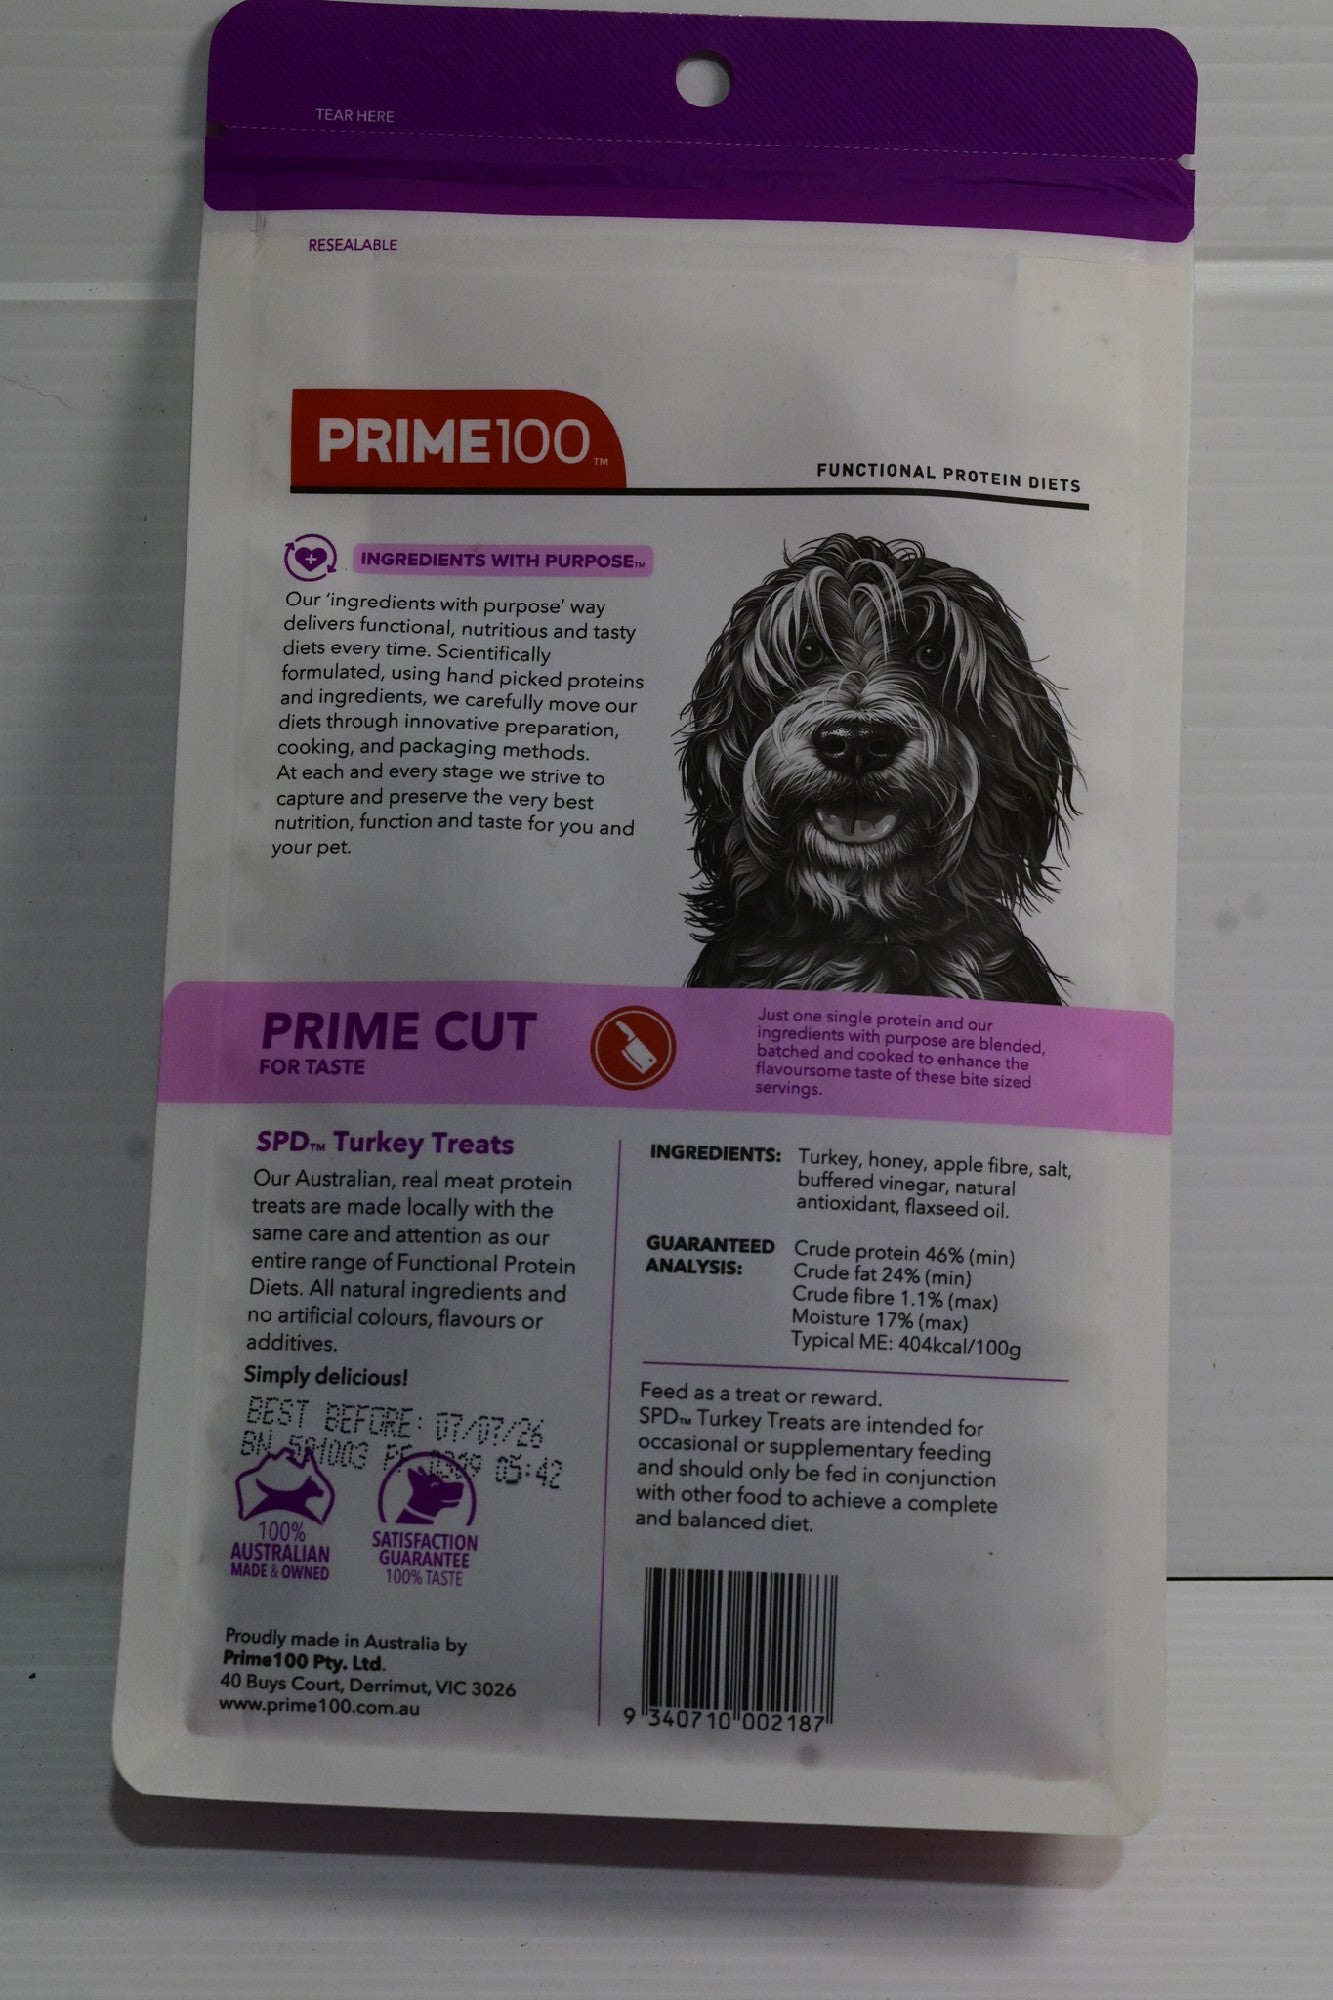 TEAR HERE
RESEALABLE
PRIME100™
FUNCTIONAL PROTEIN DIETS
INGREDIENTS WITH PURPOSE™
Our 'ingredients with purpose' way
delivers functional, nutritious and tasty
diets every time. Scientifically
formulated, using hand picked proteins
and ingredients, we carefully move our
diets through innovative preparation,
cooking, and packaging methods.
At each and every stage we strive to
capture and preserve the very best
nutrition, function and taste for you and
your pet.
PRIME CUT
FOR TASTE
Just one single protein and our
ingredients with purpose are blended,
batched and cooked to enhance the
flavoursome taste of these bite sized
servings.
SPD™ Turkey Treats
Our Australian, real meat protein
treats are made locally with the
same care and attention as our
entire range of Functional Protein
Diets. All natural ingredients and
no artificial colours, flavours or
additives.
Simply delicious!
BEST BEFORE: 07/07/26
BN 05:42
100%
AUSTRALIAN
MADE & OWNED
SATISFACTION
GUARANTEE
100% TASTE
Proudly made in Australia by
Prime100 Pty. Ltd.
40 Buys Court, Derrimut, VIC 3026
www.prime100.com.au
INGREDIENTS: Turkey, honey, apple fibre, salt,
buffered vinegar, natural
antioxidant, flaxseed oil.
GUARANTEED
ANALYSIS:
Crude protein 46% (min)
Crude fat 24% (min)
Crude fibre 1.1% (max)
Moisture 17% (max)
Typical ME: 404kcal/100g
Feed as a treat or reward.
SPD™ Turkey Treats are intended for
occasional or supplementary feeding
and should only be fed in conjunction
with other food to achieve a complete
and balanced diet.
9 340710 002187